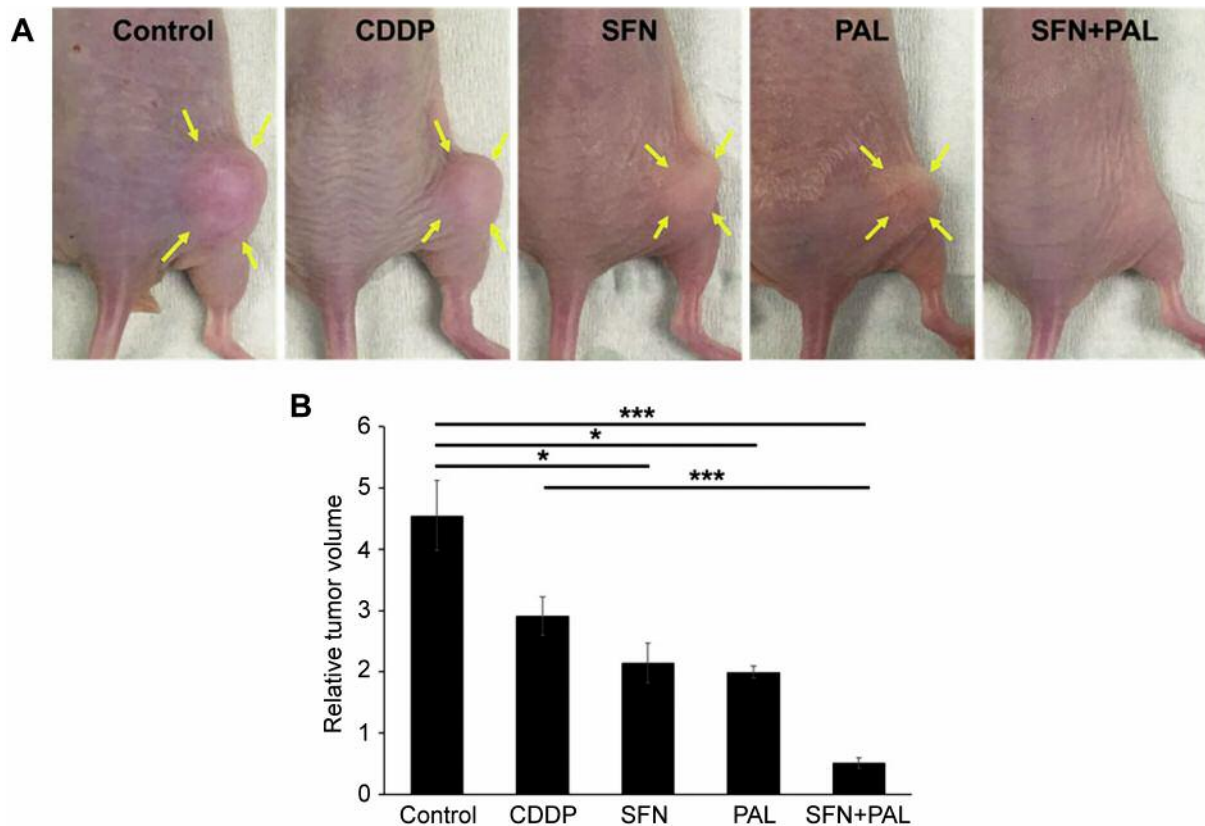 A
Control CDDP SFN PAL SFN+PAL
B
***
*
*
***
6
5
4
3
2
1
0
Relative tumor volume
Control CDDP SFN PAL SFN+PAL